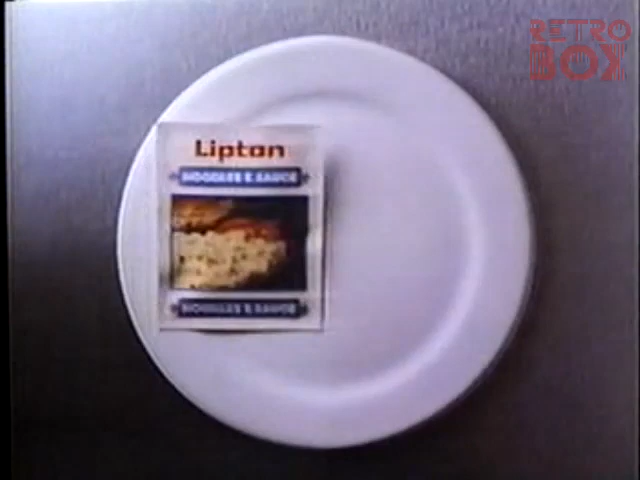 RETRO
BOX
Lipton
NOODLES & SAUCE
NOODLES & SAUCE